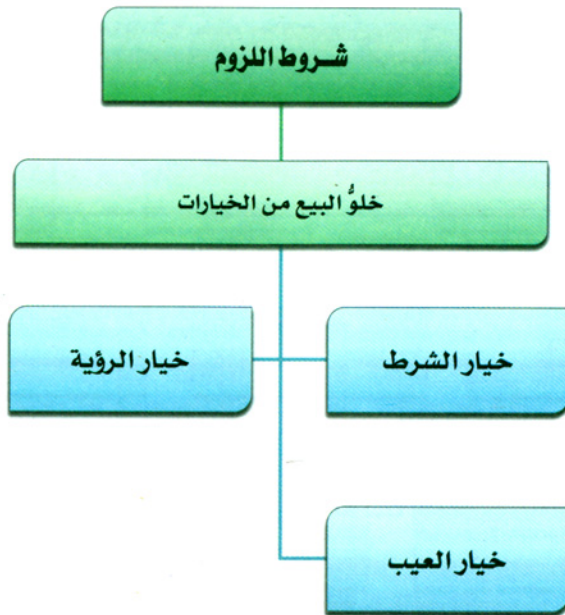 شروط اللزوم
خلوُّ البيع من الخيارات
خيار الشرط
خيار الرؤية
خيار العيب